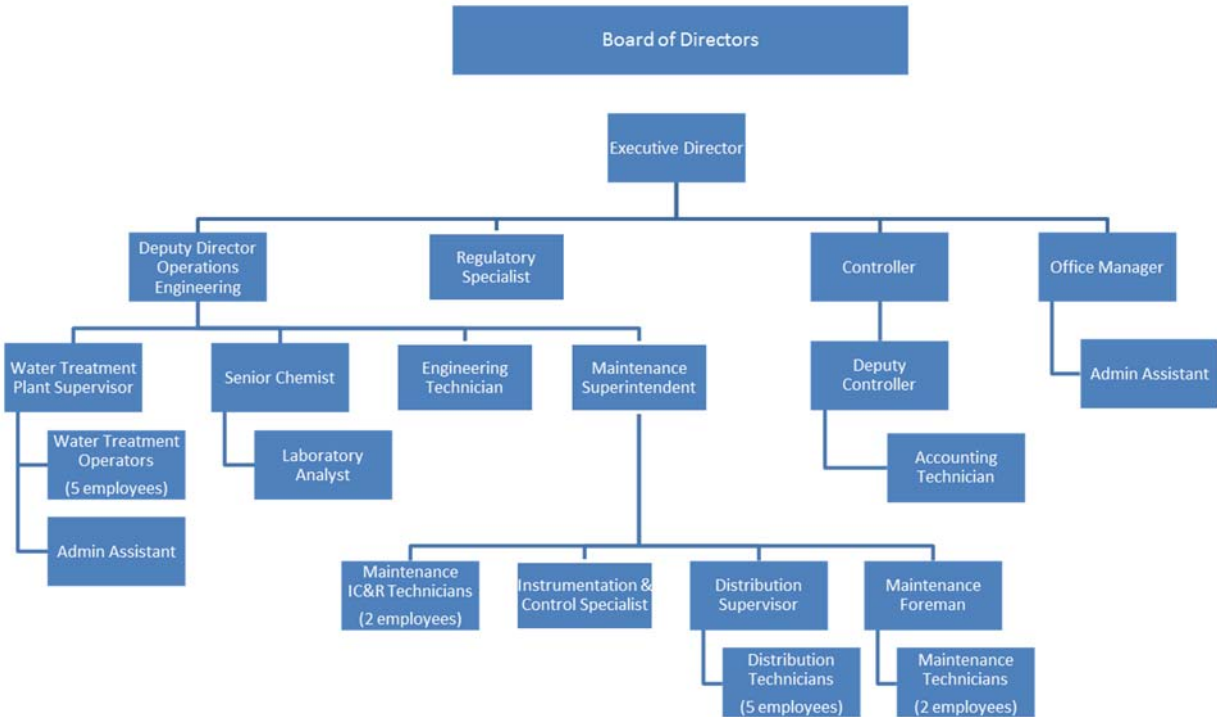 Board of Directors
Executive Director
Deputy Director
Operations
Engineering
Regulatory
Specialist
Controller
Office Manager
Water Treatment
Plant Supervisor
Senior Chemist
Engineering
Technician
Maintenance
Superintendent
Deputy
Controller
Admin Assistant
Water Treatment
Operators
(5 employees)
Laboratory
Analyst
Accounting
Technician
Admin Assistant
Maintenance
IC&R Technicians
(2 employees)
Instrumentation &
Control Specialist
Distribution
Supervisor
Maintenance
Foreman
Distribution
Technicians
(5 employees)
Maintenance
Technicians
(2 employees)